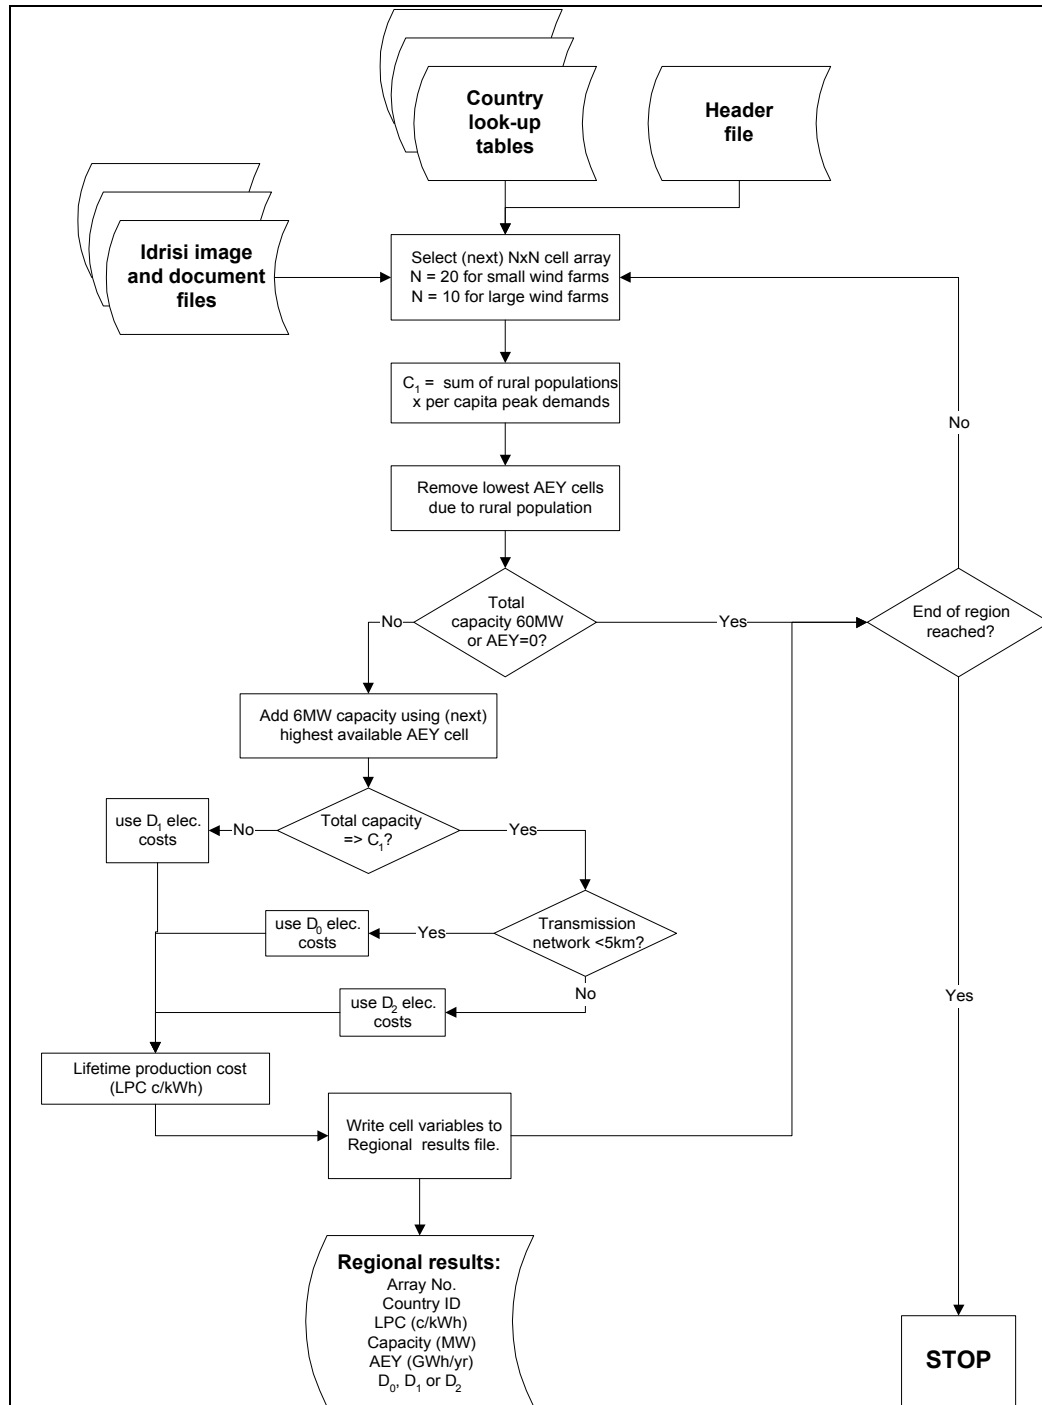 Country
look-up
tables
Header
file
Idrisi image
and document
files
Select (next) NxN cell array
N = 20 for small wind farms
N = 10 for large wind farms
C₁ = sum of rural populations
x per capita peak demands
No
Remove lowest AEY cells
due to rural population
Total
capacity 60MW
or AEY=0?
No
Yes
End of region
reached?
Add 6MW capacity using (next)
highest available AEY cell
use D₁ elec.
costs
No
Total capacity
=> C₁?
Yes
use D₀ elec.
costs
Yes
Transmission
network <5km?
No
use D₂ elec.
costs
Yes
Lifetime production cost
(LPC c/kWh)
Write cell variables to
Regional results file.
Regional results:
Array No.
Country ID
LPC (c/kWh)
Capacity (MW)
AEY (GWh/yr)
D₀, D₁ or D₂
STOP